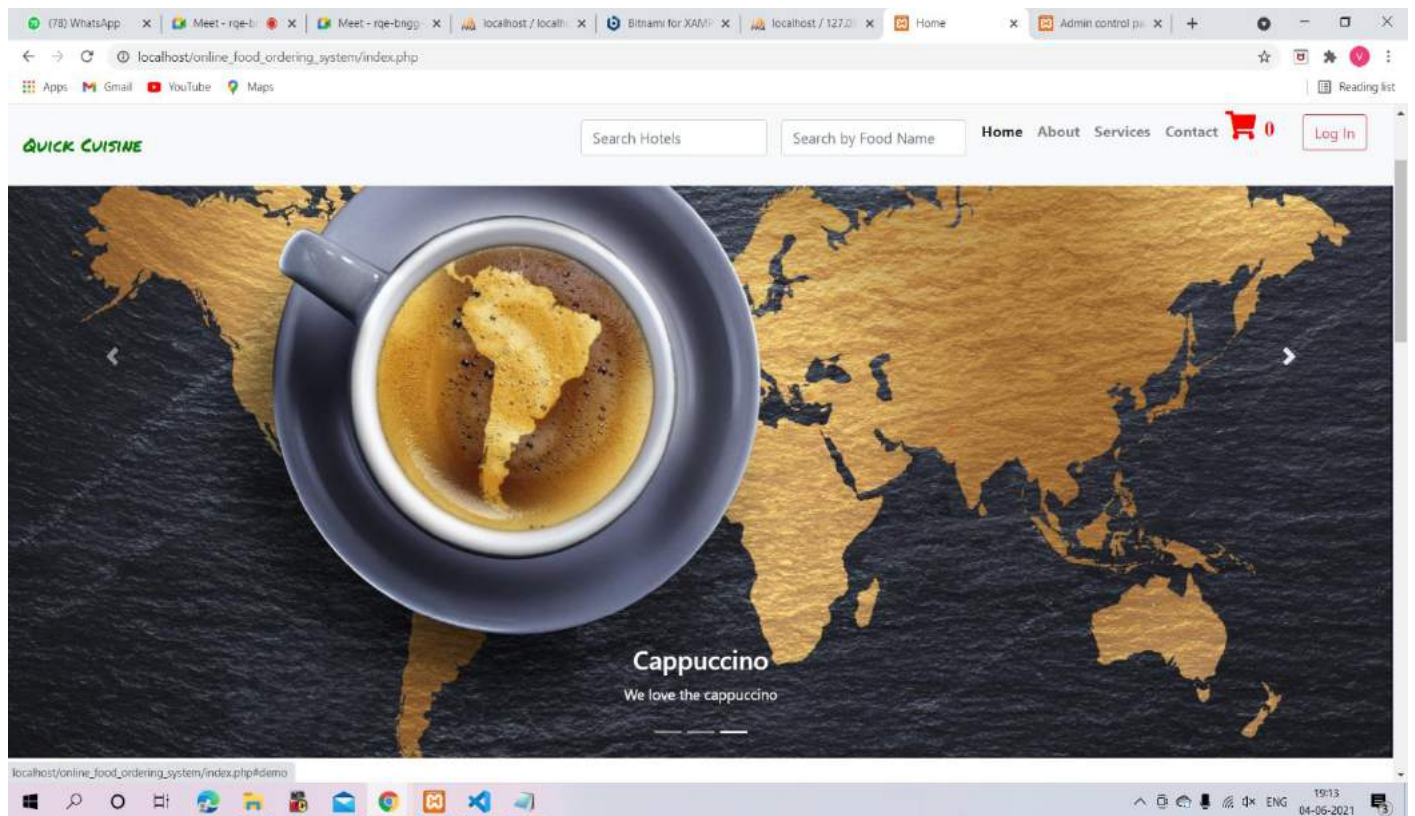 (78) WhatsApp
Meet - rqe-b
Meet - rqe-bngg-
localhost / localh
Bitnami for XAMP
localhost / 127.0
Home
Admin control pa
localhost/online_food_ordering_system/index.php
Apps Gmail YouTube Maps Reading list
Quick Cuisine
Search Hotels Search by Food Name Home About Services Contact 0 Log In
Cappuccino
We love the cappuccino
localhost/online_food_ordering_system/index.php#demo
ENG 19:13
04-06-2021 3